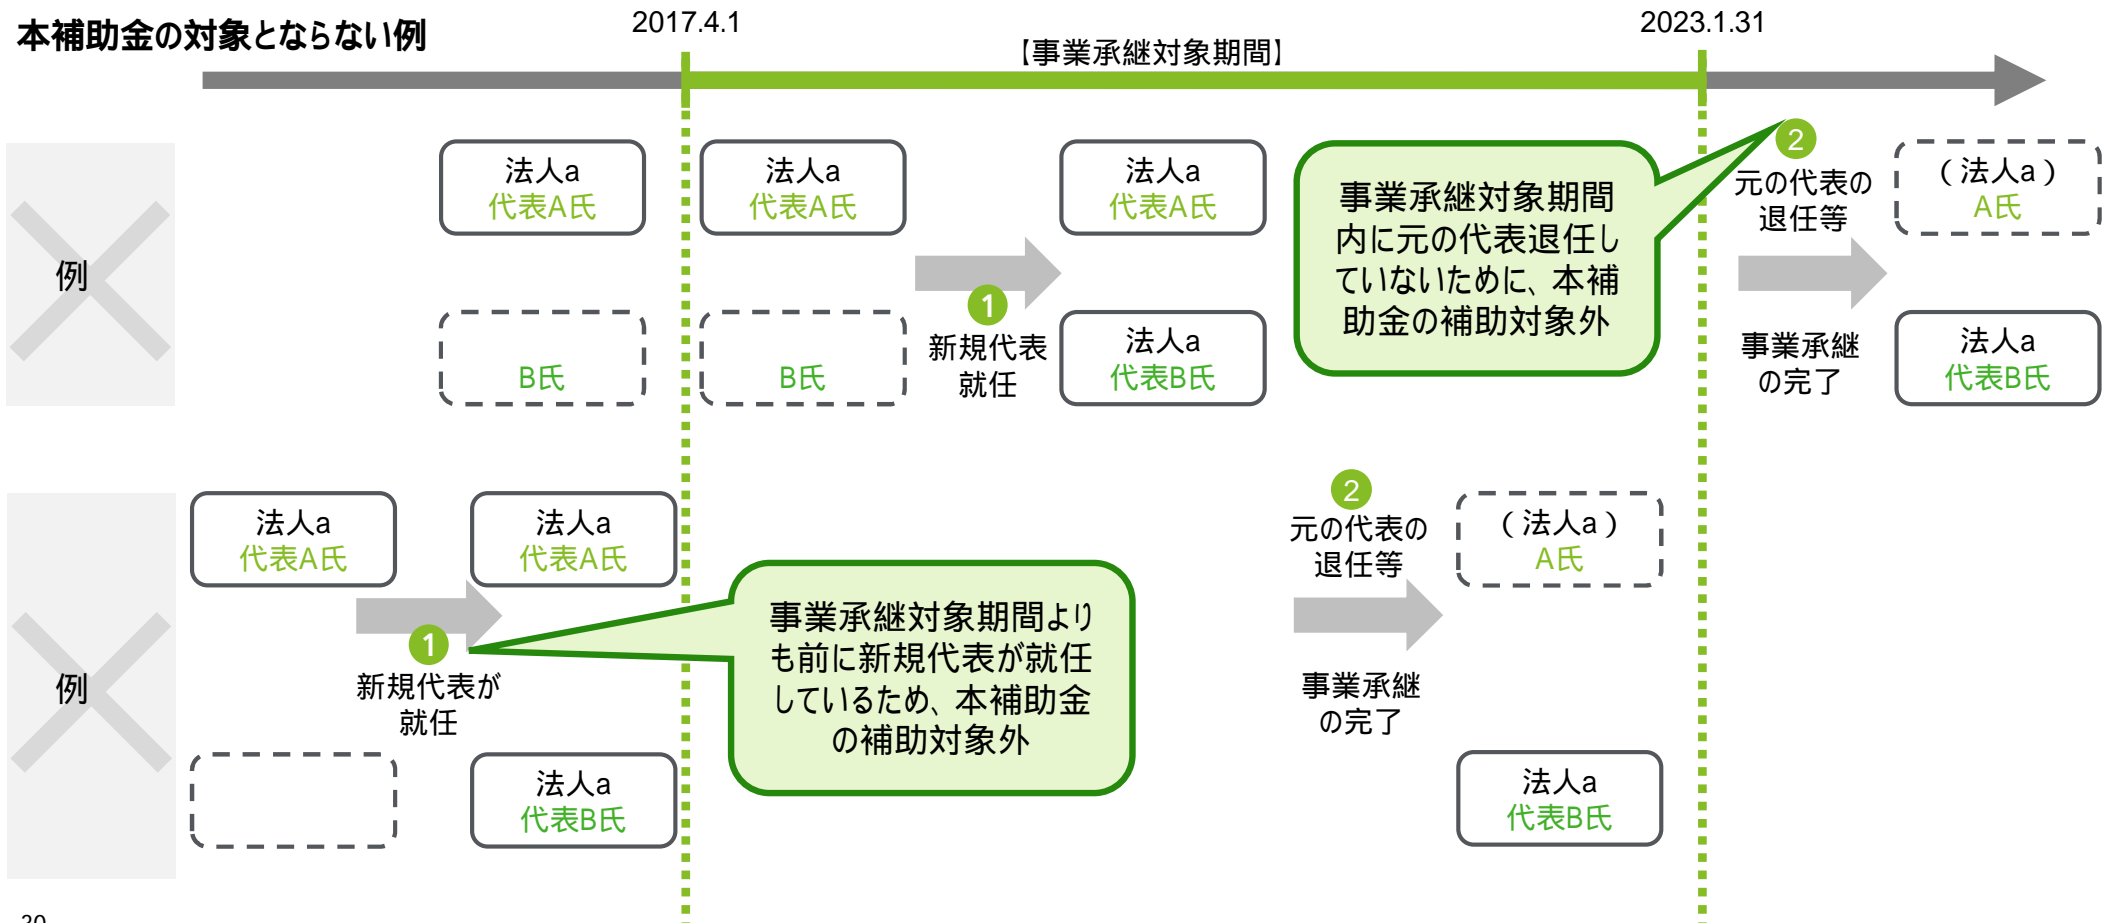 本補助金の対象とならない例
2017.4.1
【事業承継対象期間】
2023.1.31
例
法人a
代表A氏
B氏
法人a
代表A氏
B氏
1
新規代表
就任
法人a
代表A氏
法人a
代表B氏
事業承継対象期間
内に元の代表退任し
ていないために、本補
助金の補助対象外
2
元の代表の
退任等
事業承継
の完了
（法人a）
A氏
法人a
代表B氏
例
法人a
代表A氏
1
新規代表が
就任
法人a
代表A氏
法人a
代表B氏
事業承継対象期間より
も前に新規代表が就任
しているため、本補助金
の補助対象外
2
元の代表の
退任等
事業承継
の完了
（法人a）
A氏
法人a
代表B氏
20